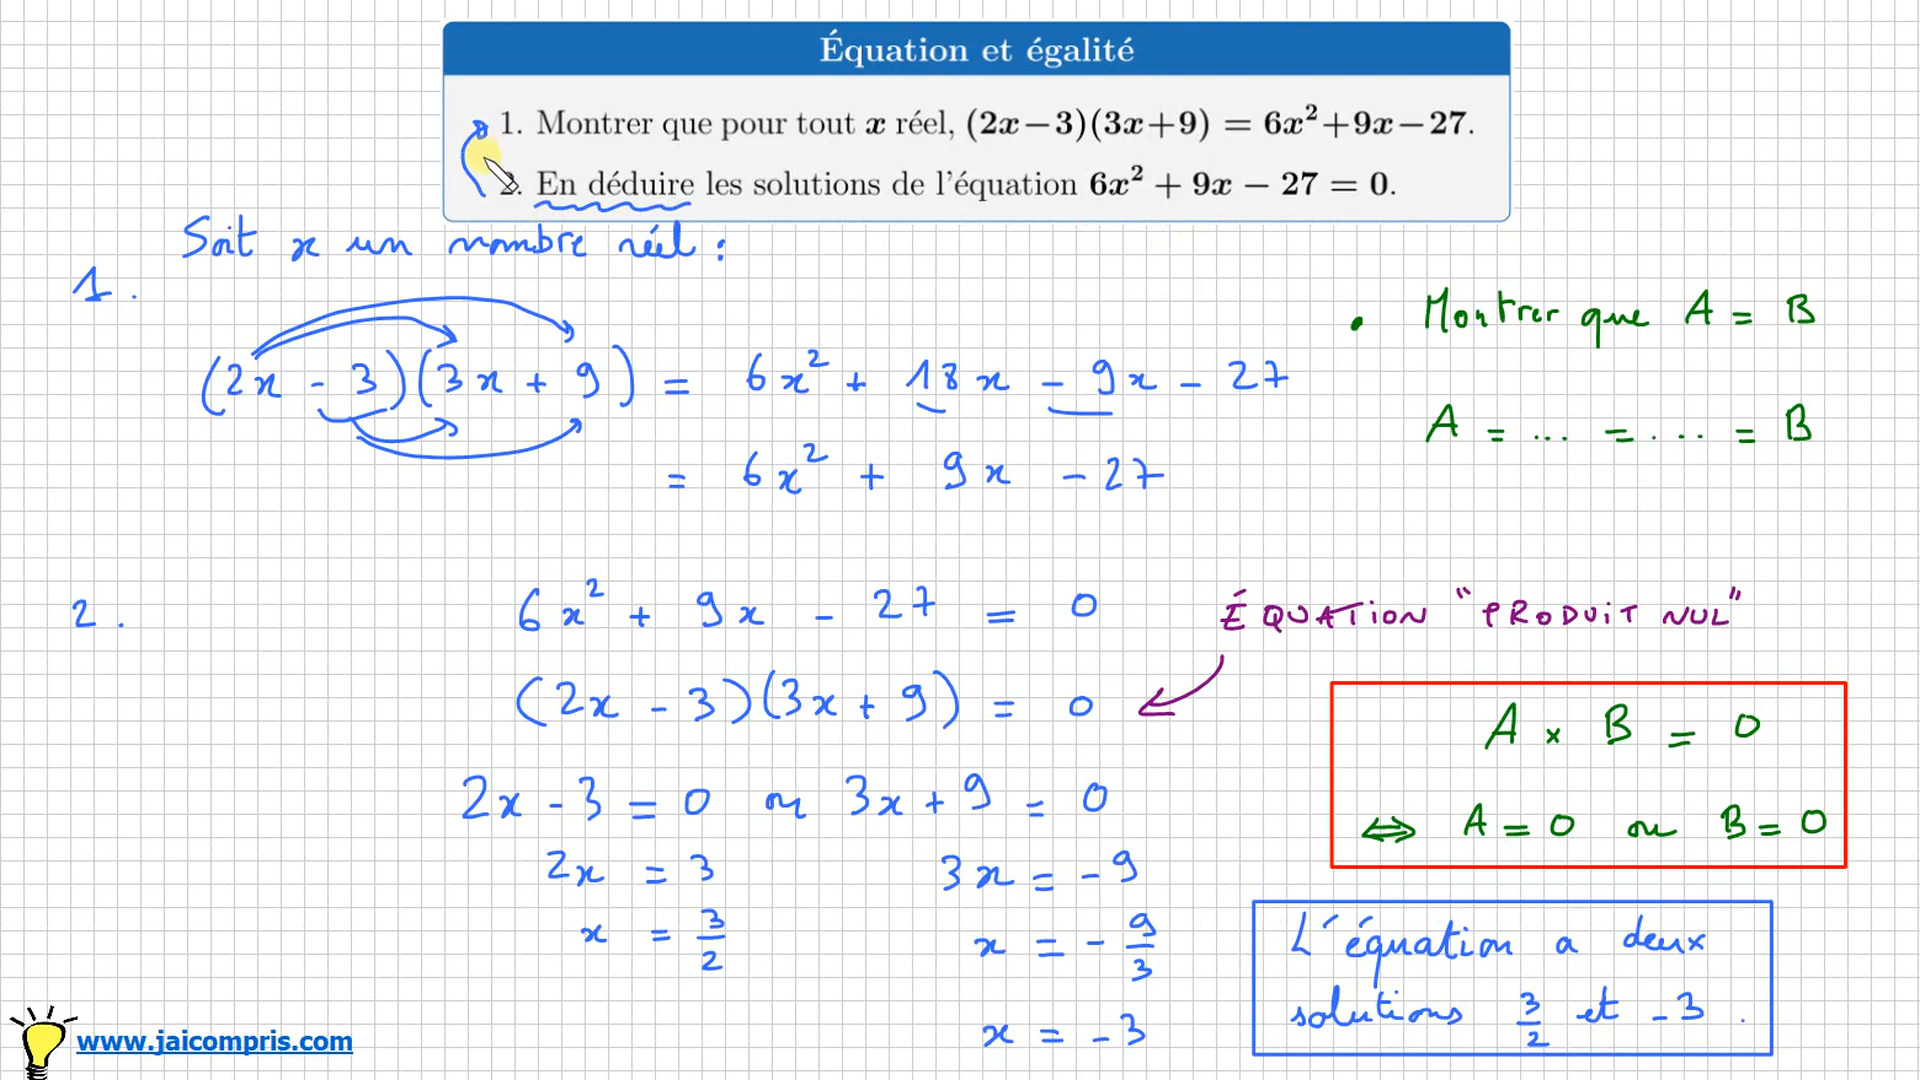 Équation et égalité
1. Montrer que pour tout x réel, (2x−3)(3x+9) = 6x²+9x−27.
2. En déduire les solutions de l'équation 6x² + 9x − 27 = 0.
Soit x un nombre réel :
1.
(2x - 3)(3x + 9) = 6x² + 18x - 9x - 27
= 6x² + 9x - 27
• Montrer que A = B
A = ... = ... = B
2.
6x² + 9x - 27 = 0
(2x - 3)(3x + 9) = 0
ÉQUATION "PRODUIT NUL"
2x - 3 = 0 ou 3x + 9 = 0
2x = 3 3x = -9
x = 3/2 x = - 9/3
x = -3
A × B = 0
⇔ A = 0 ou B = 0
L'équation a deux
solutions 3/2 et -3.
www.jaicompris.com